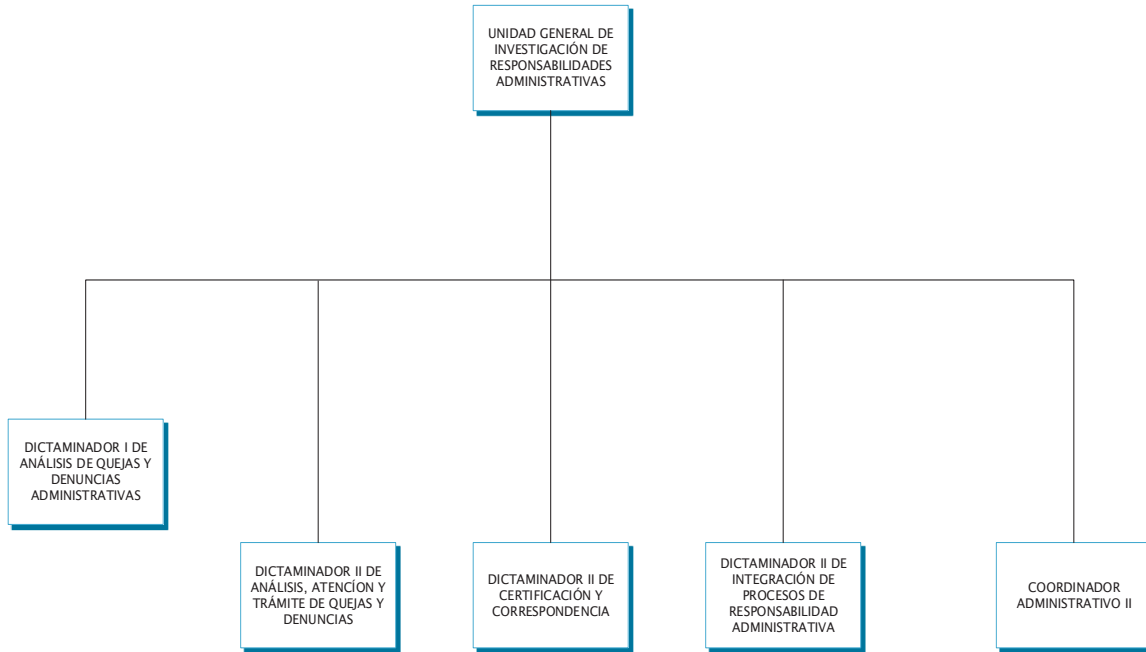 UNIDAD GENERAL DE
INVESTIGACIÓN DE
RESPONSABILIDADES
ADMINISTRATIVAS
DICTAMINADOR I DE
ANÁLISIS DE QUEJAS Y
DENUNCIAS
ADMINISTRATIVAS
DICTAMINADOR II DE
ANÁLISIS, ATENCÍON Y
TRÁMITE DE QUEJAS Y
DENUNCIAS
DICTAMINADOR II DE
CERTIFICACIÓN Y
CORRESPONDENCIA
DICTAMINADOR II DE
INTEGRACIÓN DE
PROCESOS DE
RESPONSABILIDAD
ADMINISTRATIVA
COORDINADOR
ADMINISTRATIVO II